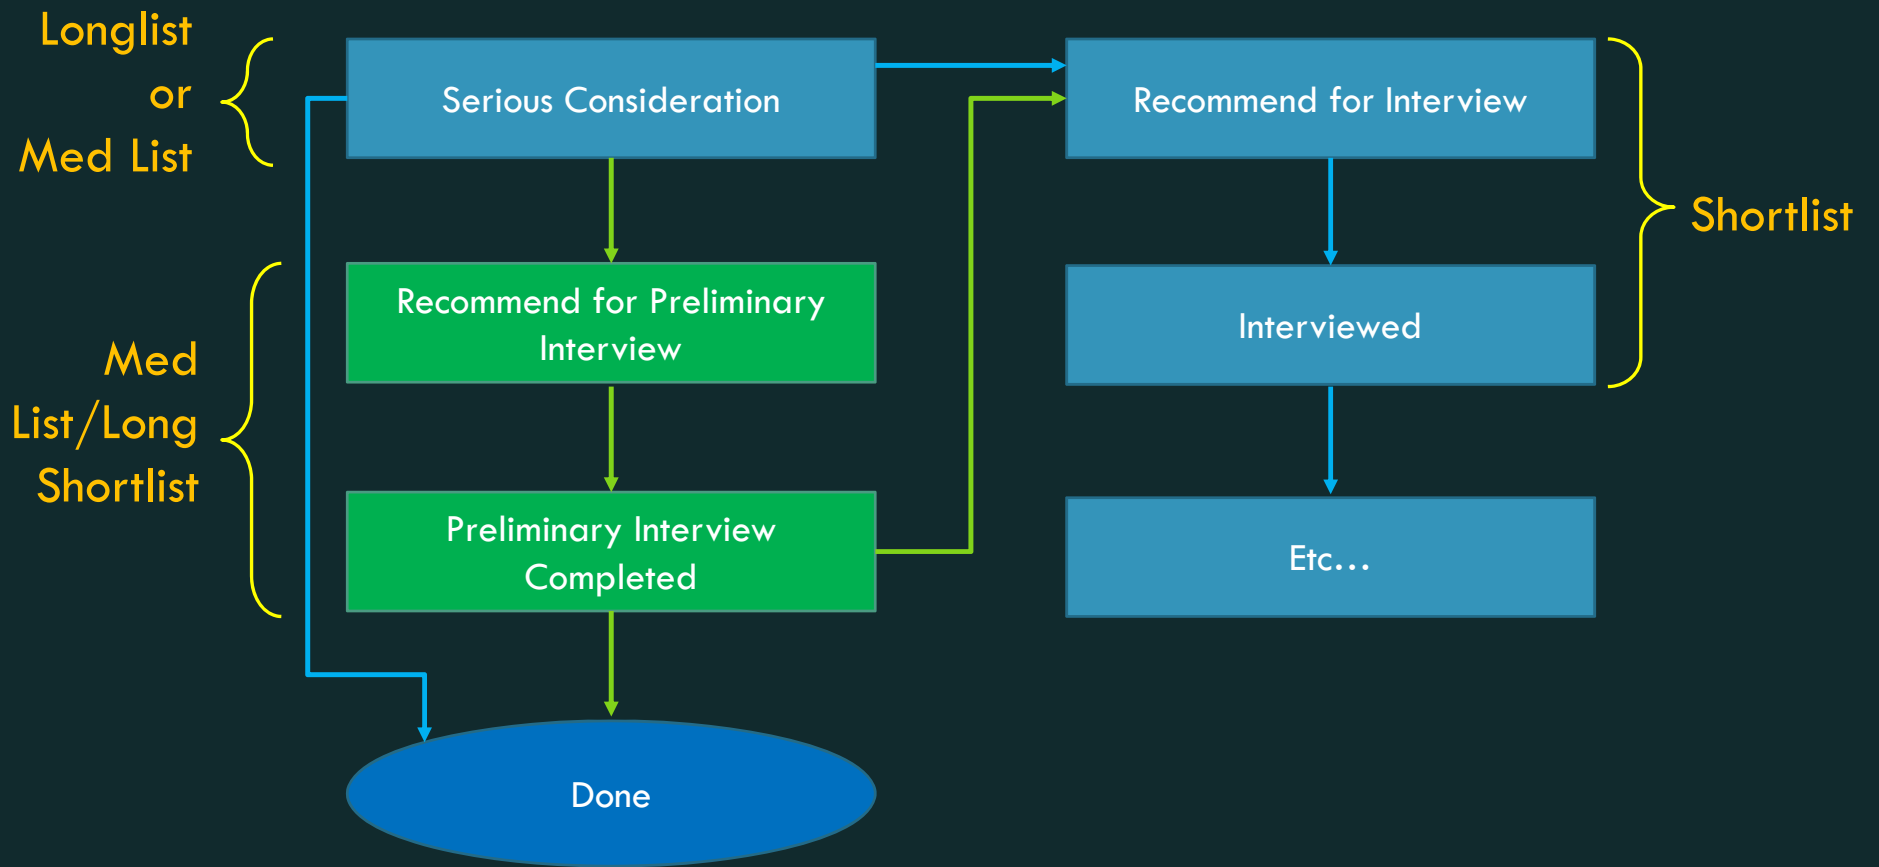 Longlist
or
Med List
Serious Consideration
Recommend for Interview
Shortlist
Recommend for Preliminary
Interview
Interviewed
Med
List/Long
Shortlist
Preliminary Interview
Completed
Etc…
Done